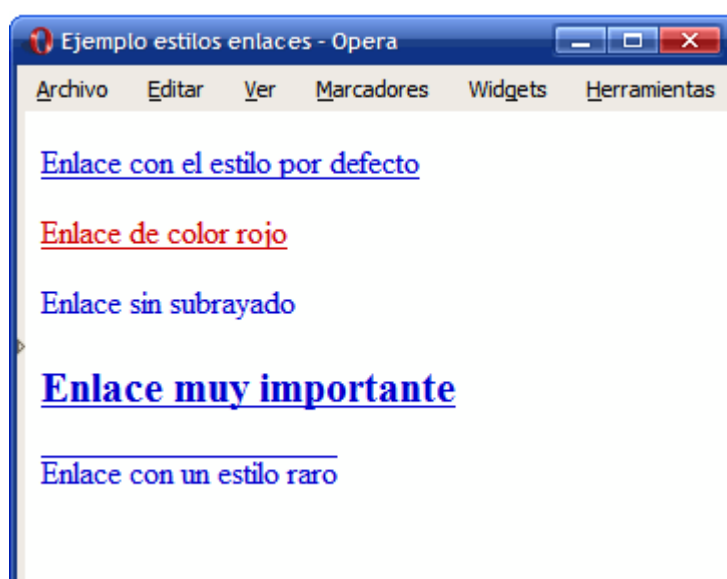 Ejemplo estilos enlaces - Opera
Archivo Editar Ver Marcadores Widgets Herramientas
Enlace con el estilo por defecto
Enlace de color rojo
Enlace sin subrayado
Enlace muy importante
Enlace con un estilo raro